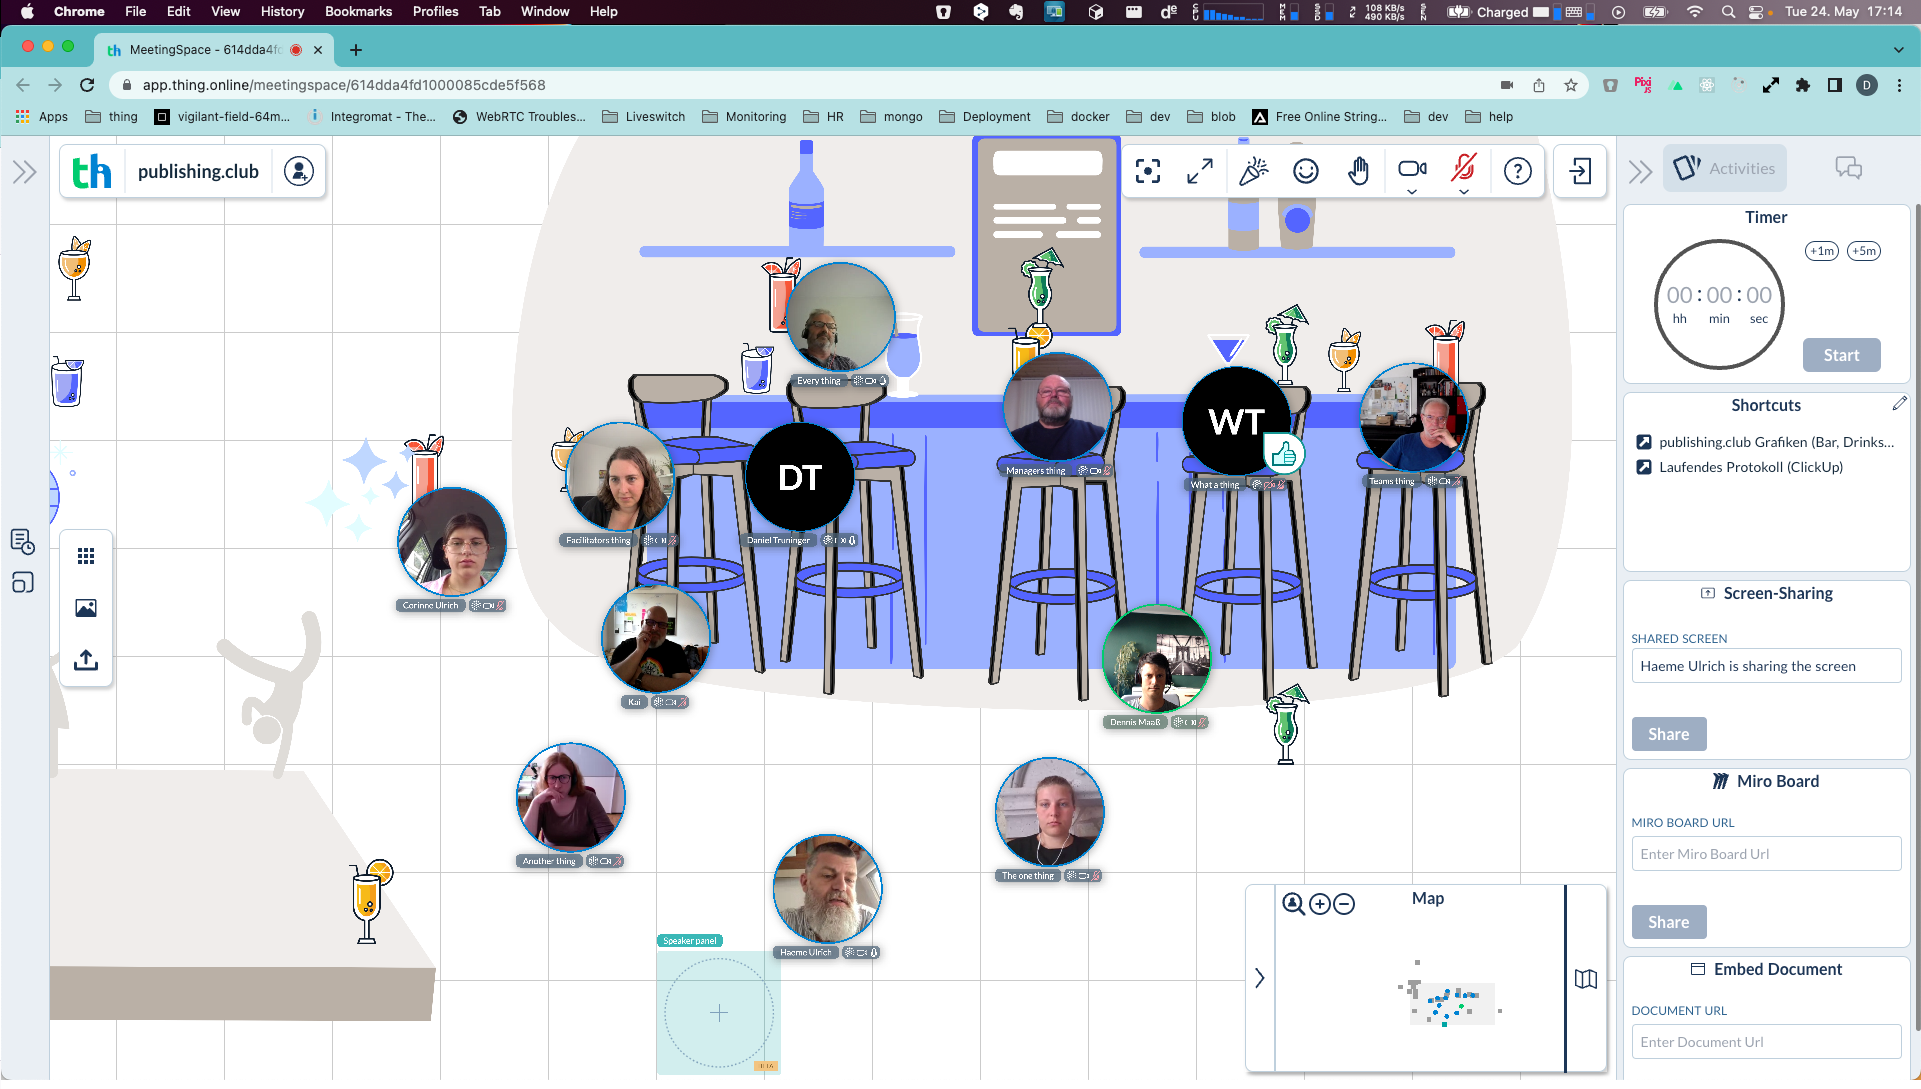 Chrome File Edit View History Bookmarks Profiles Tab Window Help
108 KB/s
490 KB/s
Charged
Tue 24. May 17:14
MeetingSpace - 614dda4fd
app.thing.online/meetingspace/614dda4fd1000085cde5f568
D
Apps thing vigilant-field-64m... Integromat - The... WebRTC Troubles... Liveswitch Monitoring HR mongo Deployment docker dev blob Free Online String... dev help
th publishing.club
Activities
Timer
+1m +5m
00 : 00 : 00
hh min sec
Start
Shortcuts
publishing.club Grafiken (Bar, Drinks...
Laufendes Protokoll (ClickUp)
Screen-Sharing
SHARED SCREEN
Haeme Ulrich is sharing the screen
Share
Miro Board
MIRO BOARD URL
Enter Miro Board Url
Share
Embed Document
DOCUMENT URL
Enter Document Url
Every thing
Managers thing
WT
What a thing
Teams thing
Facilitators thing
DT
Daniel Truninger
Corinne Ulrich
Kai
Dennis Maaß
Another thing
The one thing
Haeme Ulrich
Speaker panel
Map